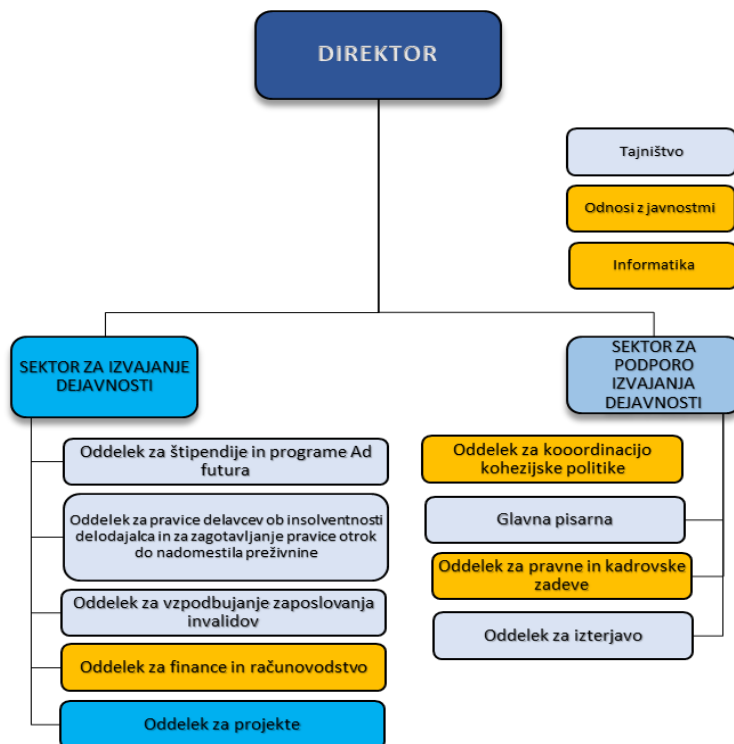 DIREKTOR
Tajništvo
Odnosi z javnostmi
Informatika
SEKTOR ZA IZVAJANJE
DEJAVNOSTI
Oddelek za štipendije in programe Ad
futura
Oddelek za pravice delavcev ob insolventnosti
delodajalca in za zagotavljanje pravice otrok
do nadomestila preživnine
Oddelek za vzpodbujanje zaposlovanja
invalidov
Oddelek za finance in računovodstvo
Oddelek za projekte
SEKTOR ZA
PODPORO
IZVAJANJA
DEJAVNOSTI
Oddelek za kooordinacijo
kohezijske politike
Glavna pisarna
Oddelek za pravne in kadrovske
zadeve
Oddelek za izterjavo